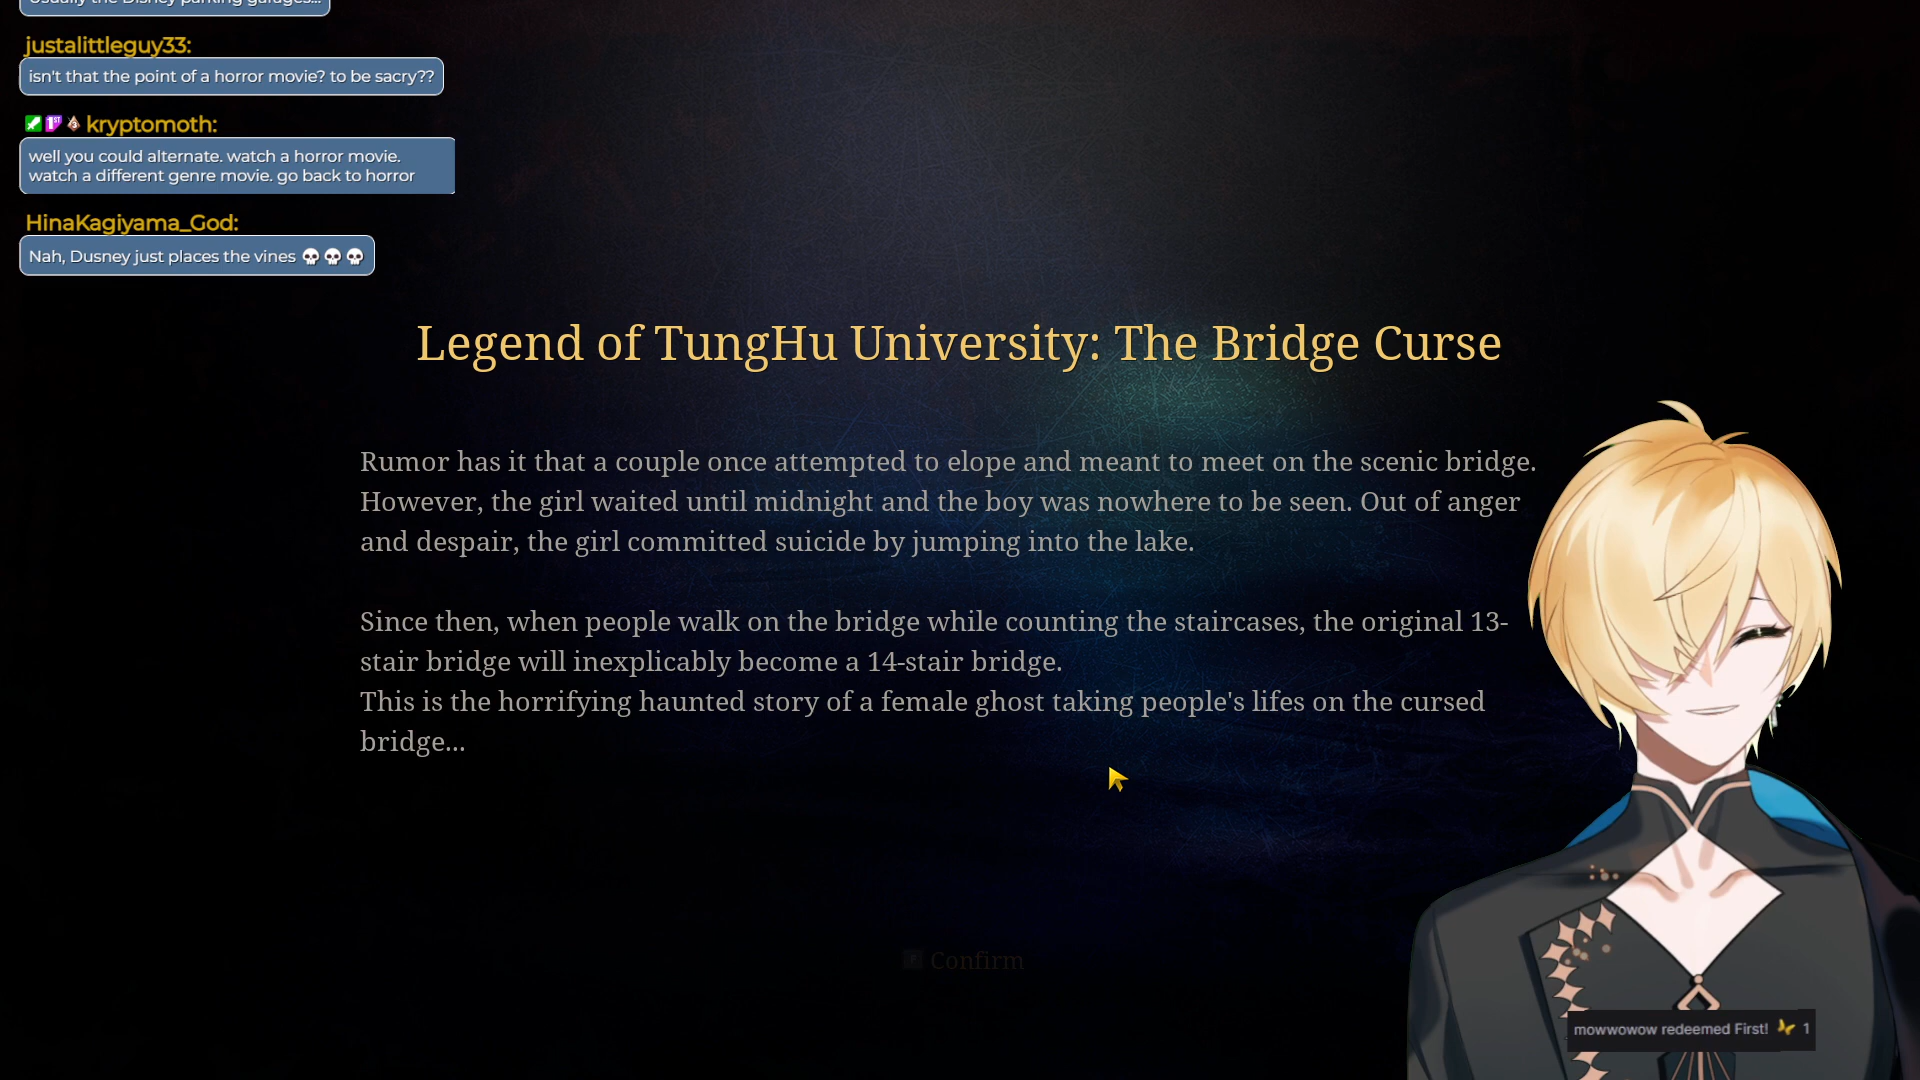 Usually the Disney parking garages...
justalittleguy33:
isn't that the point of a horror movie? to be sacry??
kryptomoth:
well you could alternate. watch a horror movie.
watch a different genre movie. go back to horror
HinaKagiyama_God:
Nah, Dusney just places the vines 💀💀💀
Legend of TungHu University: The Bridge Curse
Rumor has it that a couple once attempted to elope and meant to meet on the scenic bridge.
However, the girl waited until midnight and the boy was nowhere to be seen. Out of anger
and despair, the girl committed suicide by jumping into the lake.
Since then, when people walk on the bridge while counting the staircases, the original 13-
stair bridge will inexplicably become a 14-stair bridge.
This is the horrifying haunted story of a female ghost taking people's lifes on the cursed
bridge...
F Confirm
mowwowow redeemed First! 1